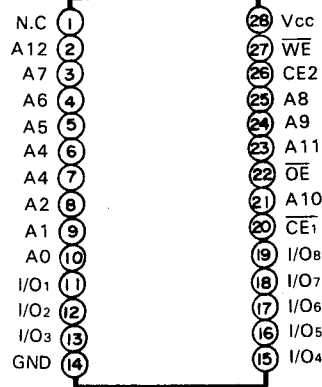 N.C 1 28 Vcc
A12 2 27 WE
A7 3 26 CE2
A6 4 25 A8
A5 5 24 A9
A4 6 23 A11
A4 7 22 OE
A2 8 21 A10
A1 9 20 CE1
A0 10 19 I/O8
I/O1 11 18 I/O7
I/O2 12 17 I/O6
I/O3 13 16 I/O5
GND 14 15 I/O4